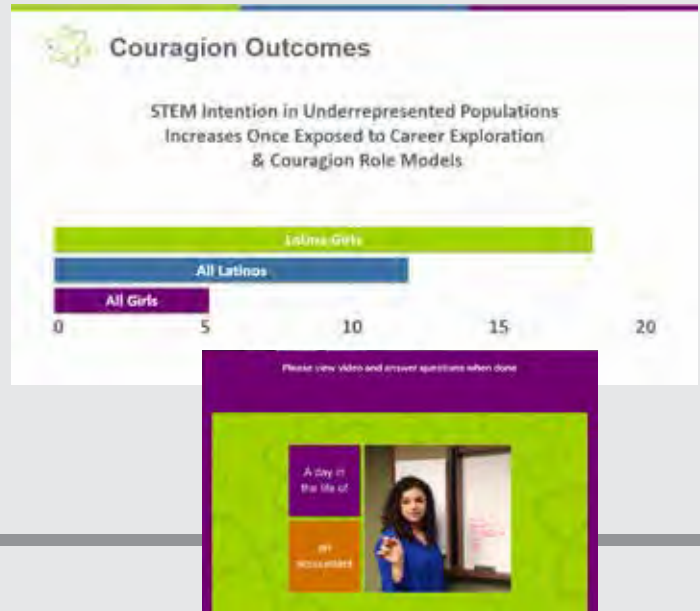 Couragion Outcomes
STEM Intention in Underrepresented Populations
Increases Once Exposed to Career Exploration
& Couragion Role Models
Latina Girls
All Latinos
All Girls
0 5 10 15 20
Please view video and answer questions when done
A day in
the life of
an
accountant